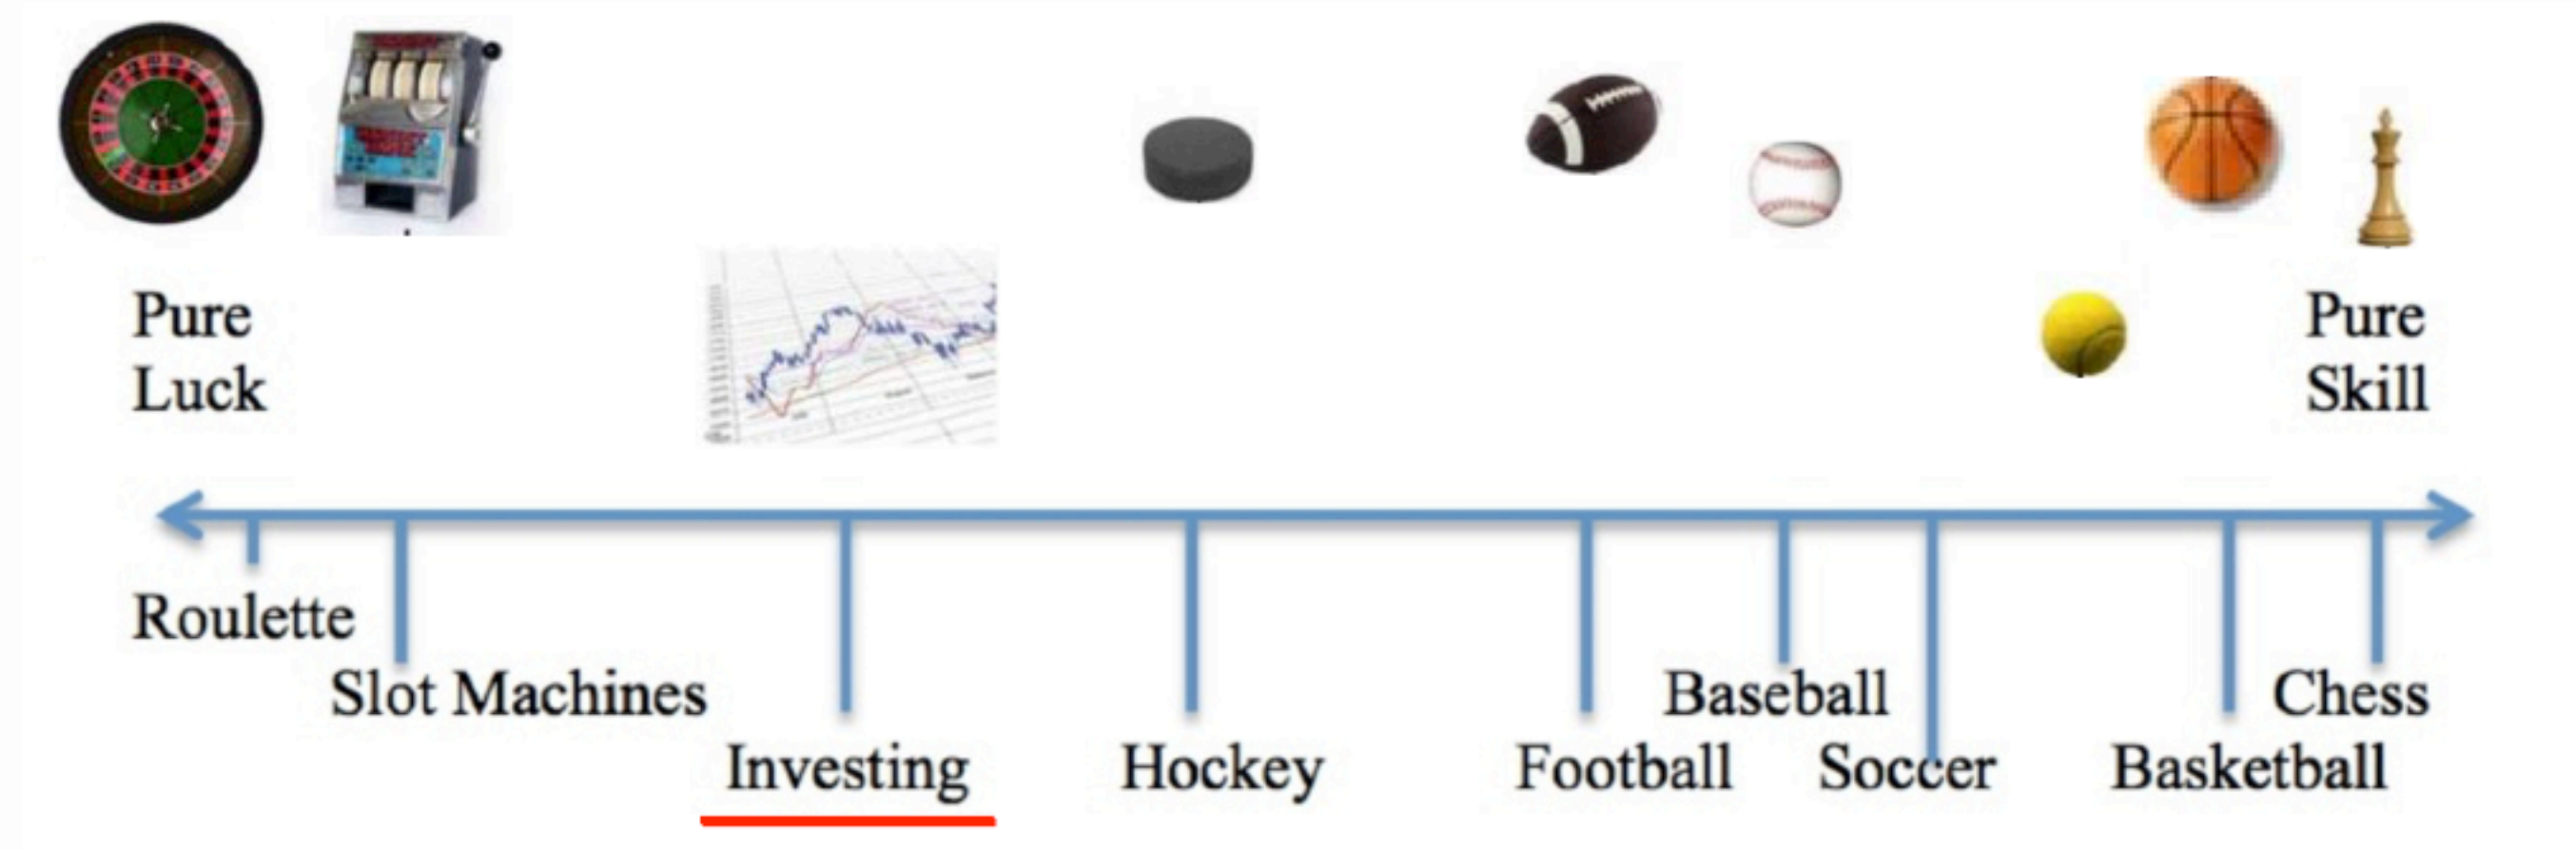 Pure
Luck
Pure
Skill
Roulette
Slot Machines
Baseball
Chess
Investing
Hockey
Football
Soccer
Basketball